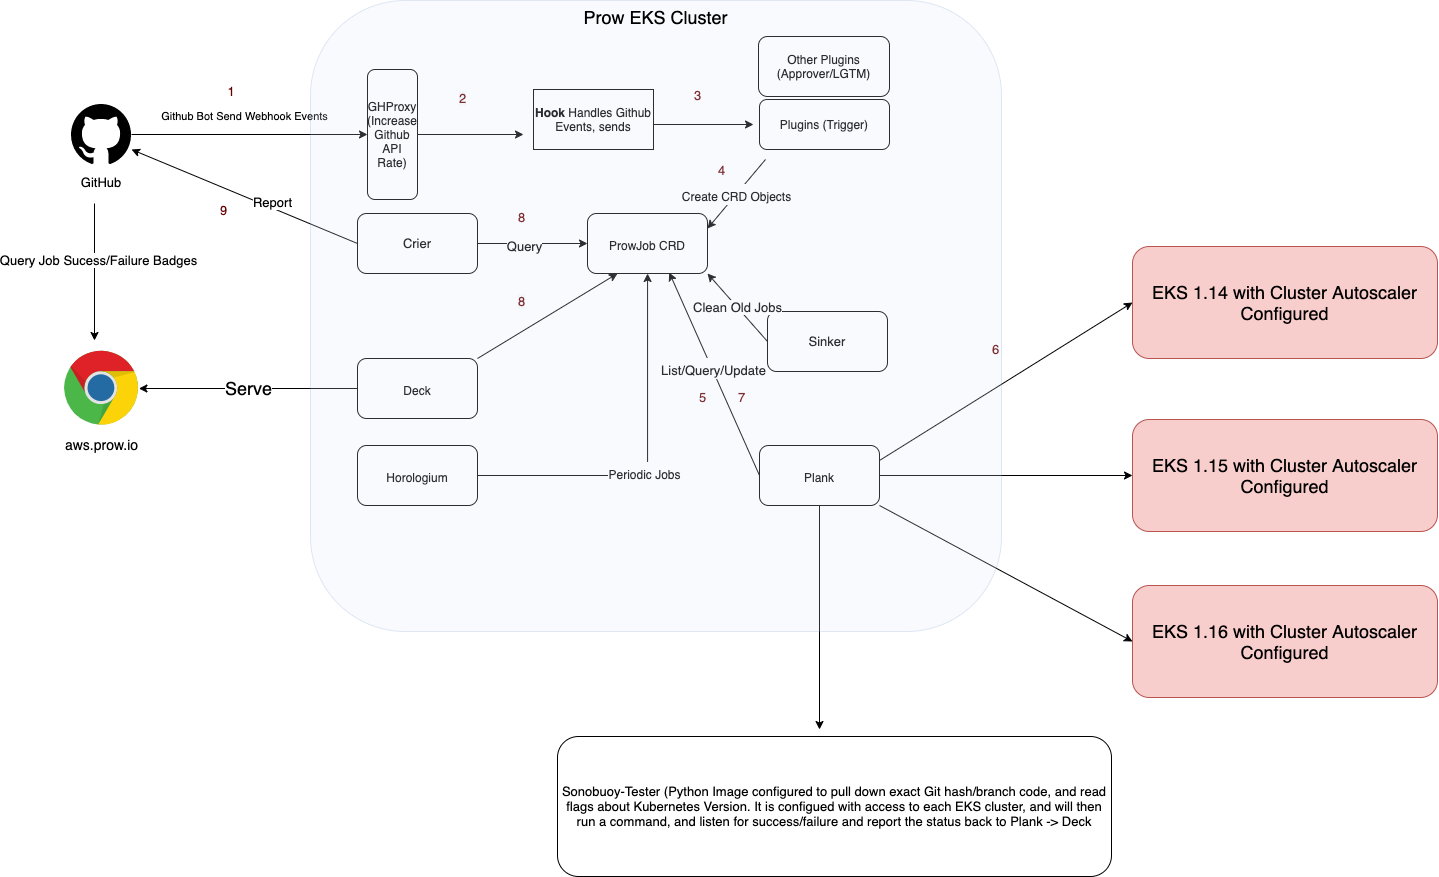 Prow EKS Cluster
Other Plugins
(Approver/LGTM)
1
Github Bot Send Webhook Events
GHProxy
(Increase
Github
API
Rate)
2
Hook Handles Github
Events, sends
3
Plugins (Trigger)
GitHub
4
Create CRD Objects
Report
9
Crier
8
Query
ProwJob CRD
Query Job Sucess/Failure Badges
8
Clean Old Jobs
Sinker
EKS 1.14 with Cluster Autoscaler
Configured
6
List/Query/Update
5
7
Serve
Deck
aws.prow.io
Horologium
Periodic Jobs
Plank
EKS 1.15 with Cluster Autoscaler
Configured
EKS 1.16 with Cluster Autoscaler
Configured
Sonobuoy-Tester (Python Image configured to pull down exact Git hash/branch code, and read
flags about Kubernetes Version. It is configued with access to each EKS cluster, and will then
run a command, and listen for success/failure and report the status back to Plank -> Deck